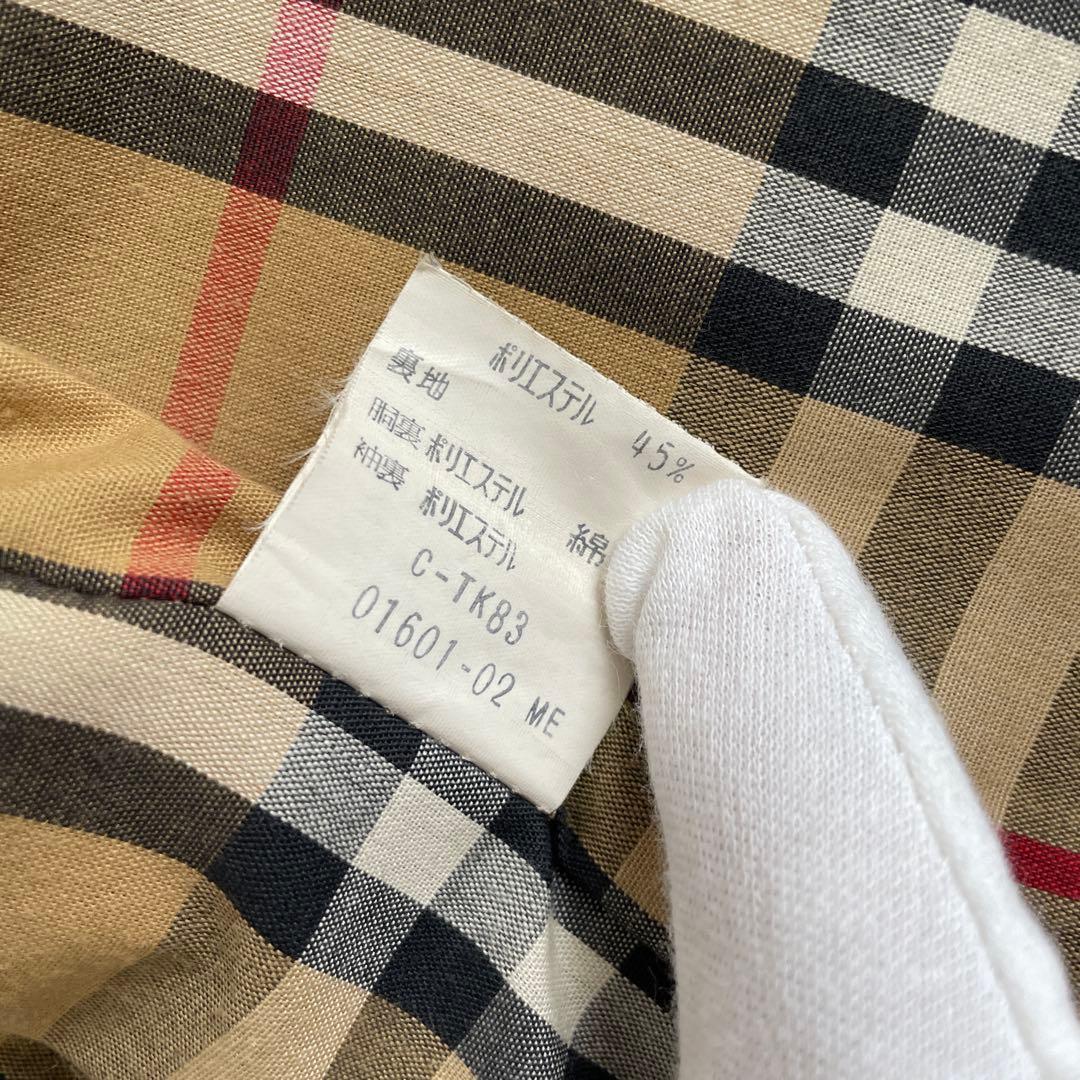 ポリエステル 45%
裏地
胴裏 ポリエステル 綿
袖裏 ポリエステル
C-TK83
01601-02 ME